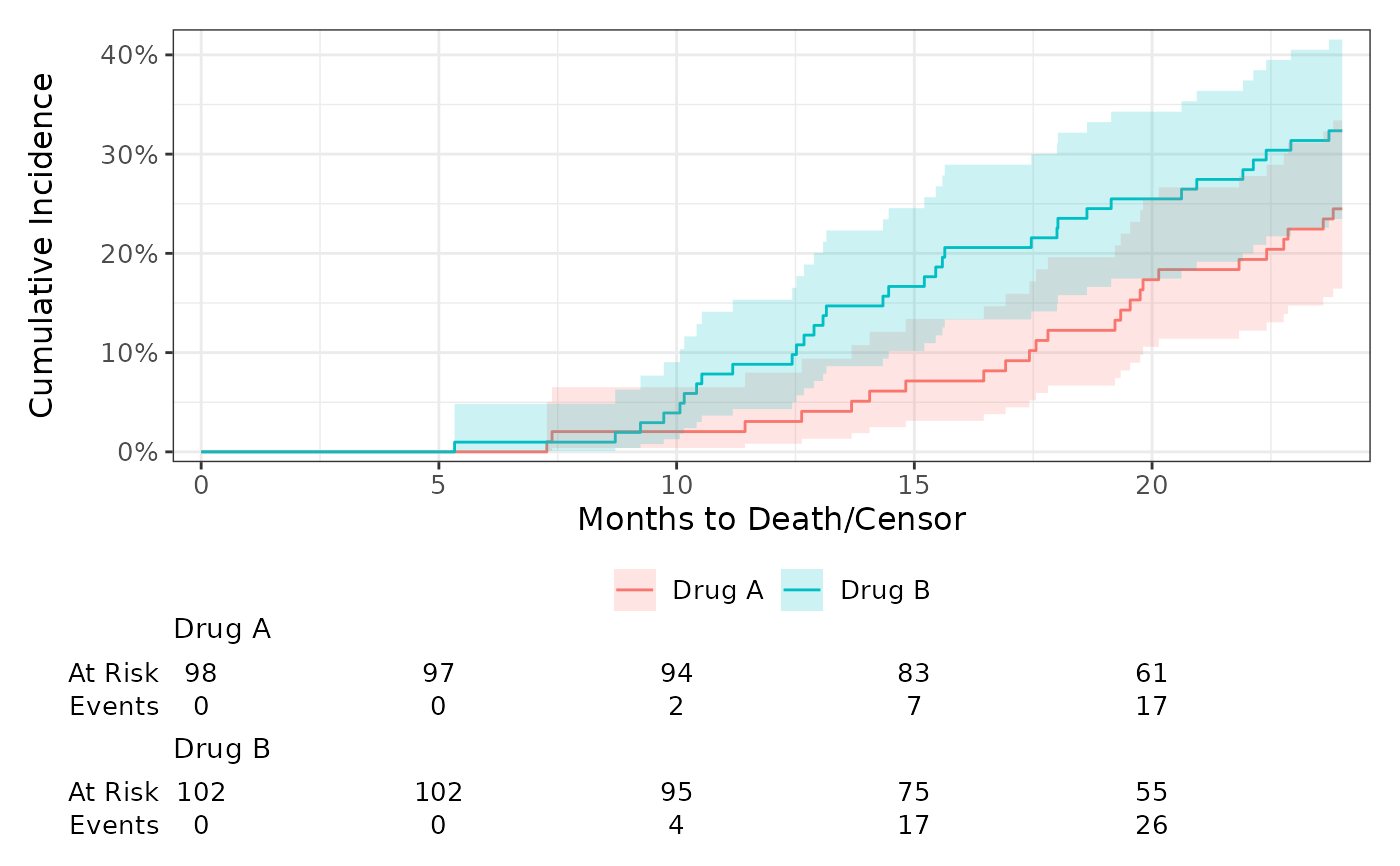 40%
30%
20%
10%
0%
Cumulative Incidence
0 5 10 15 20
Months to Death/Censor
Drug A Drug B
Drug A
At Risk 98 97 94 83 61
Events 0 0 2 7 17
Drug B
At Risk 102 102 95 75 55
Events 0 0 4 17 26